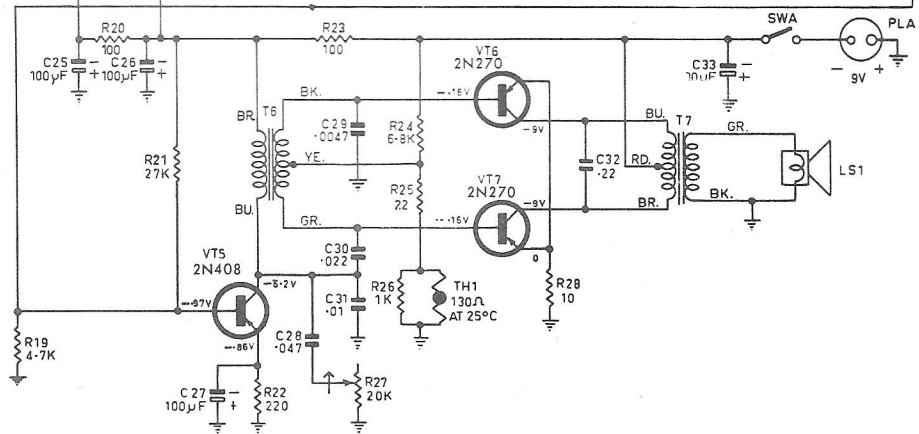 R20
100
C25
100µF
C26
100µF
R23
100
SWA
PLA
- 9V +
C33
VT6
2N270
-·16V
-9V
BK.
T6
BR.
C29
·0047
R24
6·8K
YE.
R21
27K
BU.
GR.
R25
22
VT7
2N270
-9V
--·16V
0
BU.
T7
GR.
RD.
C32
·22
BR.
BK.
LS1
C30
·022
VT5
2N408
-5·2V
-·97V
-·86V
R26
1K
C31
·01
TH1
130Ω
AT 25°C
R28
10
R19
4·7K
C28
·047
C27
100µF
R22
220
R27
20K